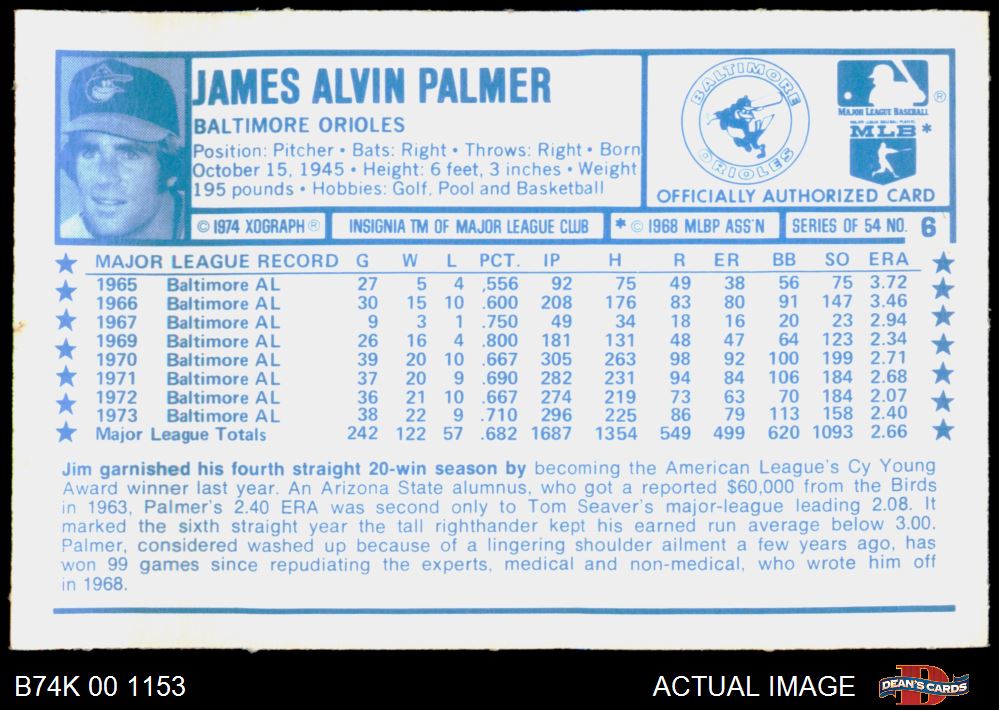 JAMES ALVIN PALMER
BALTIMORE ORIOLES
Position: Pitcher • Bats: Right • Throws: Right • Born
October 15, 1945 • Height: 6 feet, 3 inches • Weight
195 pounds • Hobbies: Golf, Pool and Basketball
BALTIMORE
ORIOLES
MAJOR LEAGUE BASEBALL
®
MLB*
OFFICIALLY AUTHORIZED CARD
© 1974 XOGRAPH ® INSIGNIA TM OF MAJOR LEAGUE CLUB * © 1968 MLBP ASS'N SERIES OF 54 NO. 6
MAJOR LEAGUE RECORD G W L PCT. IP H R ER BB SO ERA
1965 Baltimore AL 27 5 4 .556 92 75 49 38 56 75 3.72
1966 Baltimore AL 30 15 10 .600 208 176 83 80 91 147 3.46
1967 Baltimore AL 9 3 1 .750 49 34 18 16 20 23 2.94
1969 Baltimore AL 26 16 4 .800 181 131 48 47 64 123 2.34
1970 Baltimore AL 39 20 10 .667 305 263 98 92 100 199 2.71
1971 Baltimore AL 37 20 9 .690 282 231 94 84 106 184 2.68
1972 Baltimore AL 36 21 10 .667 274 219 73 63 70 184 2.07
1973 Baltimore AL 38 22 9 .710 296 225 86 79 113 158 2.40
Major League Totals 242 122 57 .682 1687 1354 549 499 620 1093 2.66
Jim garnished his fourth straight 20-win season by becoming the American League's Cy Young
Award winner last year. An Arizona State alumnus, who got a reported $60,000 from the Birds
in 1963, Palmer's 2.40 ERA was second only to Tom Seaver's major-league leading 2.08. It
marked the sixth straight year the tall righthander kept his earned run average below 3.00.
Palmer, considered washed up because of a lingering shoulder ailment a few years ago, has
won 99 games since repudiating the experts, medical and non-medical, who wrote him off
in 1968.
B74K 00 1153 ACTUAL IMAGE DEAN'S CARDS